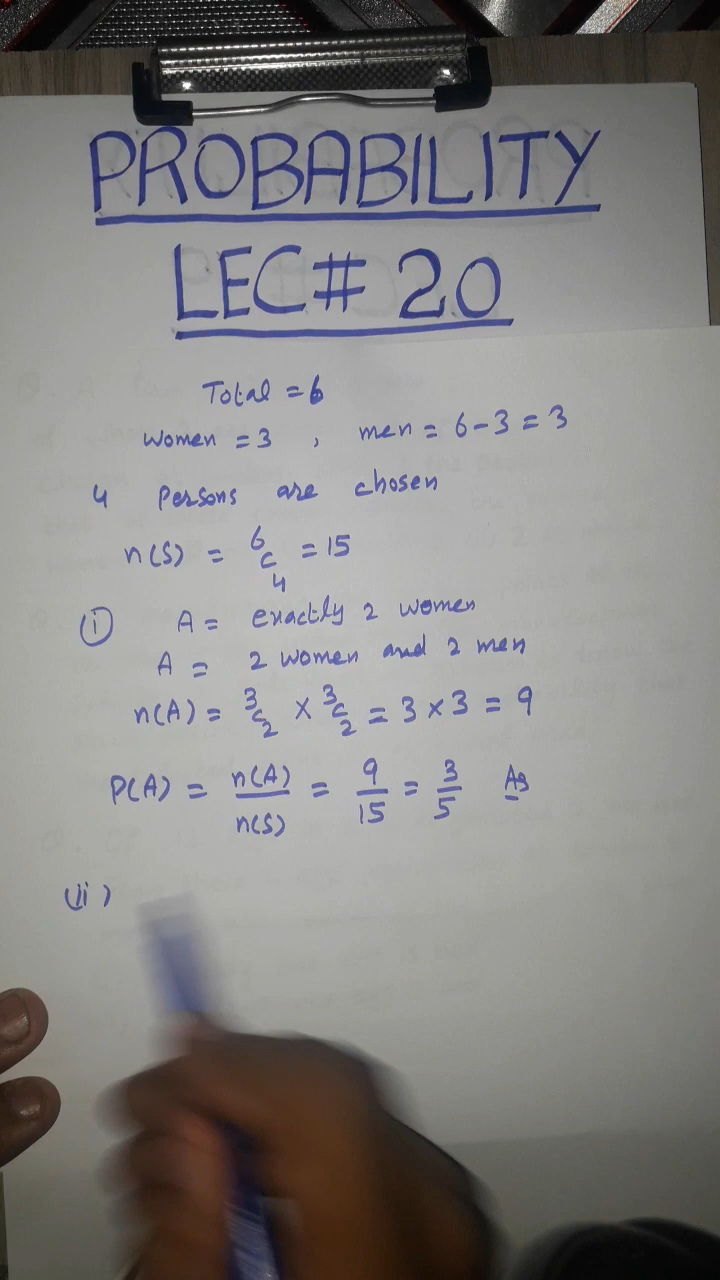 PROBABILITY
LEC# 20
Total = 6
women = 3 , men = 6-3 = 3
4 persons are chosen
n(S) = 6C4 = 15
(i) A = exactly 2 women
A = 2 women and 2 men
n(A) = 3C2 × 3C2 = 3×3 = 9
P(A) = n(A)/n(S) = 9/15 = 3/5 As
(ii)